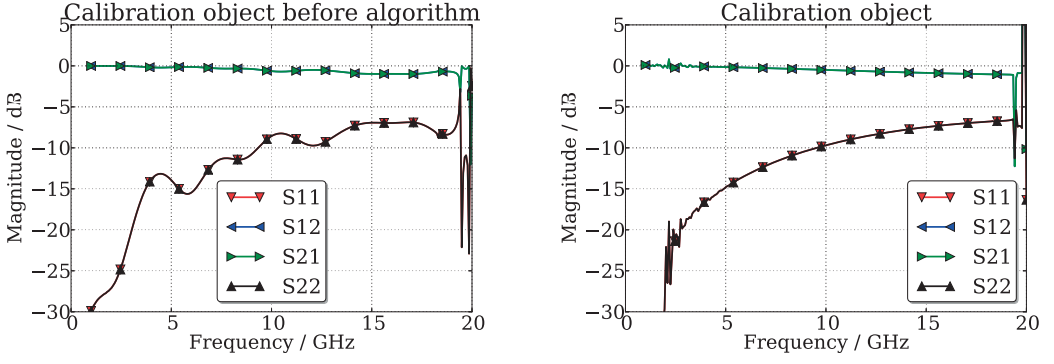 Calibration object before algorithm
Magnitude / dB
5
0
−5
−10
−15
−20
−25
−30
S11
S12
S21
S22
0
5
10
15
20
Frequency / GHz
Calibration object
Magnitude / dB
5
0
−5
−10
−15
−20
−25
−30
S11
S12
S21
S22
0
5
10
15
20
Frequency / GHz